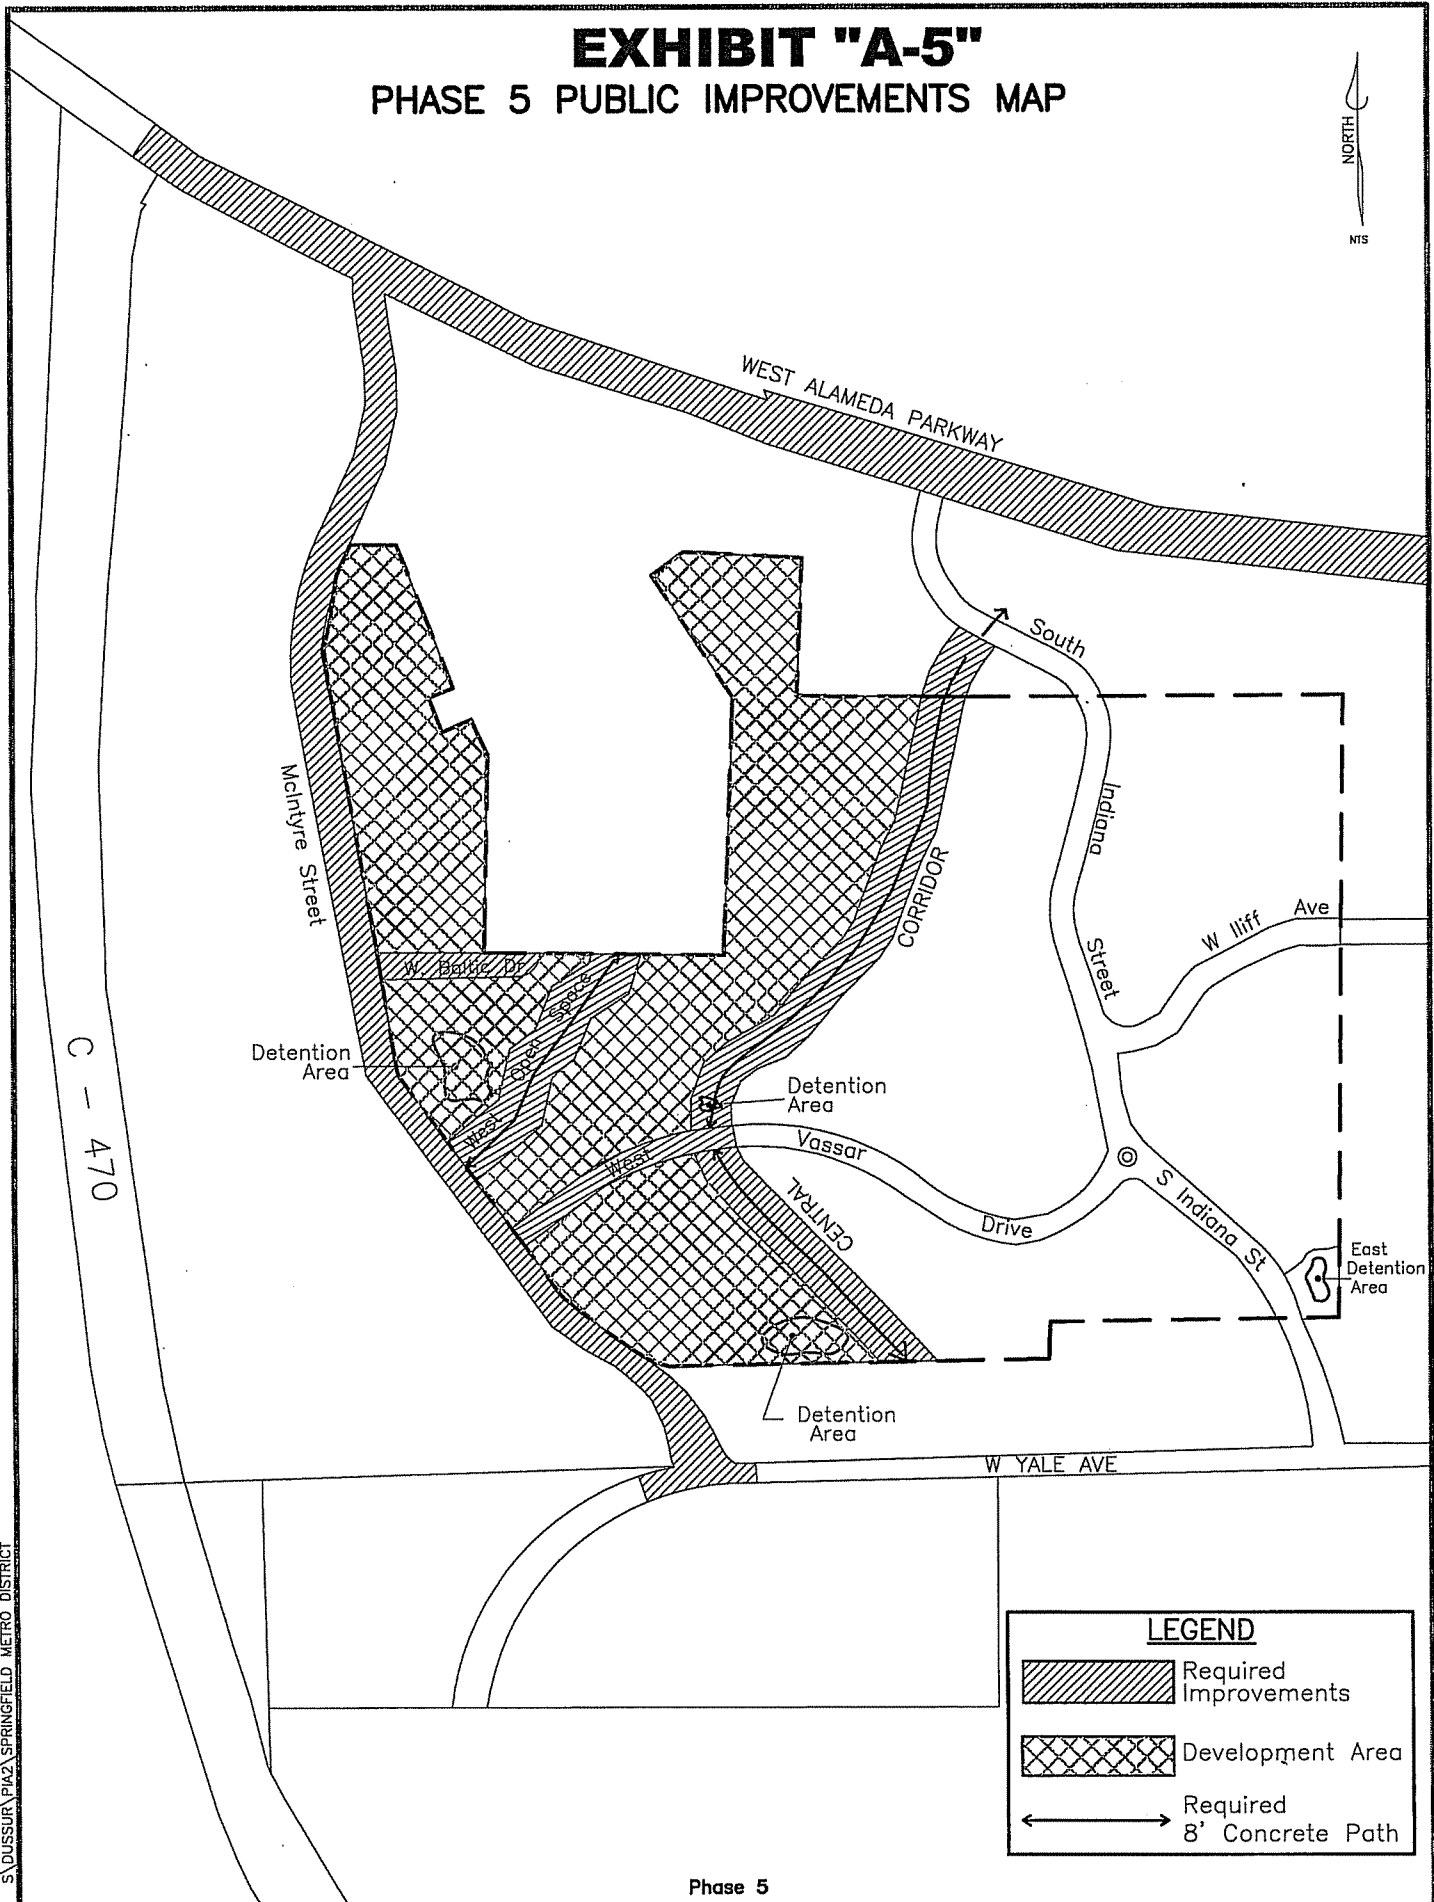 EXHIBIT "A-5"
PHASE 5 PUBLIC IMPROVEMENTS MAP
NORTH
NTS
WEST ALAMEDA PARKWAY
South
Indiana
Street
McIntyre Street
CORRIDOR
W Iliff Ave
W. Baltic Dr
West Open Space
C - 470
Detention
Area
Detention
Area
West
Vassar
Drive
CENTRAL
S Indiana St
East
Detention
Area
Detention
Area
W YALE AVE
LEGEND
Required
Improvements
Development Area
Required
8' Concrete Path
S\DUSSUR\PIA2\SPRINGFIELD METRO DISTRICT
Phase 5